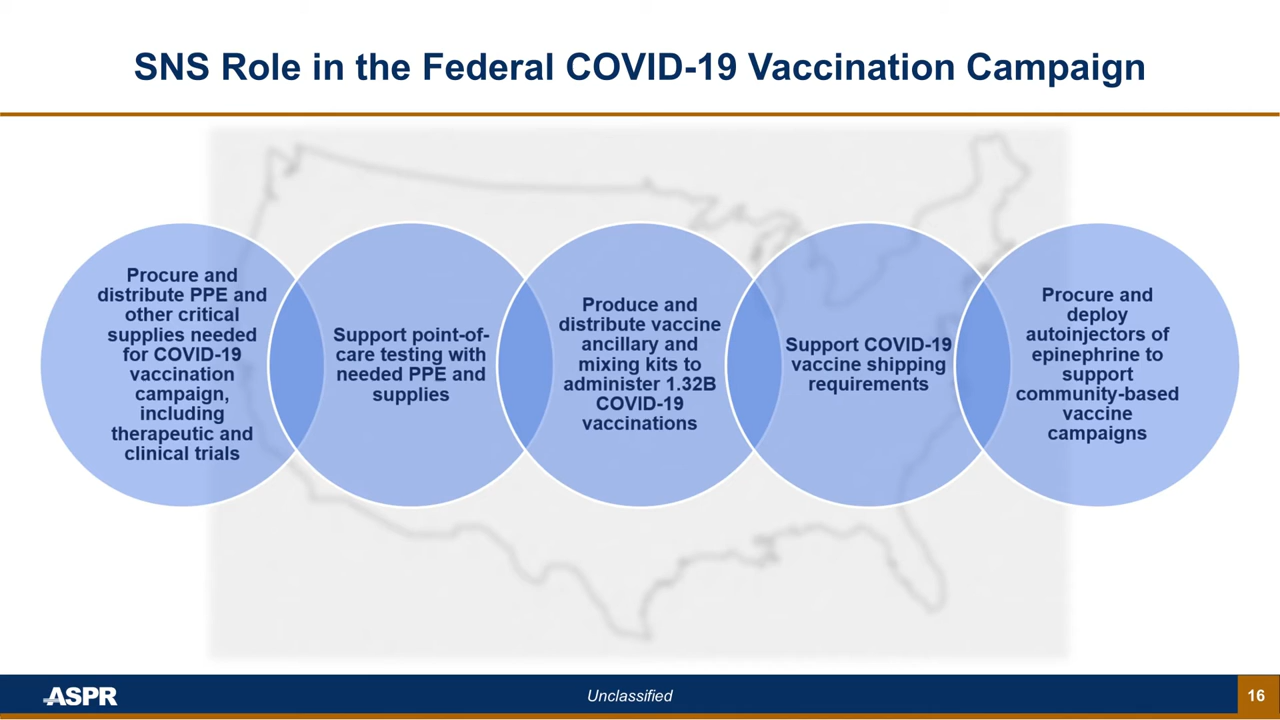 SNS Role in the Federal COVID-19 Vaccination Campaign
Procure and
distribute PPE and
other critical
supplies needed
for COVID-19
vaccination
campaign,
including
therapeutic and
clinical trials
Support point-of-
care testing with
needed PPE and
supplies
Produce and
distribute vaccine
ancillary and
mixing kits to
administer 1.32B
COVID-19
vaccinations
Support COVID-19
vaccine shipping
requirements
Procure and
deploy
autoinjectors of
epinephrine to
support
community-based
vaccine
campaigns
ASPR
Unclassified
16